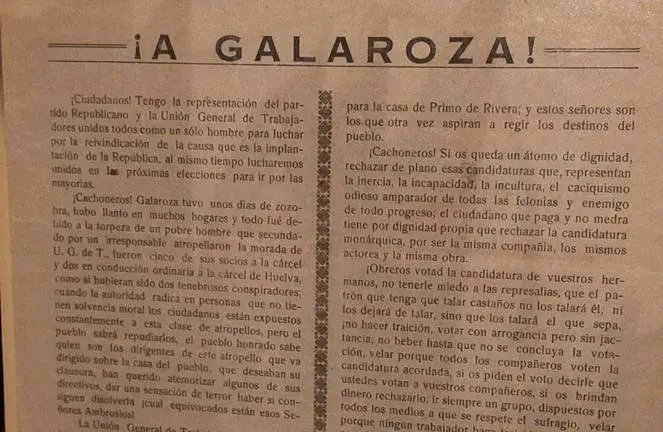 ¡A GALAROZA!
¡Ciudadanos! Tengo la representación del par-
tido Republicano y la Unión General de Trabaja-
dores unidos todos como un sólo hombre para luchar
por la reivindicación de la causa que es la implan-
tación de la República, al mismo tiempo lucharemos
unidos en las próximas elecciones para ir por las
mayorías.
¡Cachoneros! Galaroza tuvo unos días de zozo-
bra, hubo llanto en muchos hogares y todo fué de-
bido a la torpeza de un pobre hombre que secunda-
do por un irresponsable atropellaron la morada de
U. G. de T., fueron cinco de sus socios a la cárcel
y dos en conducción ordinaria a la cárcel de Huelva,
como si hubieran sido dos tenebrosos conspiradores;
cuando la autoridad radica en personas que no tie-
nen solvencia moral los ciudadanos están expuestos
constantemente a esta clase de atropellos, pero el
pueblo sabrá repudiarlos, el pueblo honrado sabe
quien son los dirigentes de este atropello que va
dirigido sobre la casa del pueblo, que deseaban su
clausura, han querido atemorizar algunos de sus
directivos, dar una sensación de terror haber si con-
siguen disolverla ¡cual equivocados están esos Se-
ñores Ambrosios!
La Unión General de
para la casa de Primo de Rivera; y estos señores son
los que otra vez aspiran a regir los destinos del
pueblo.
¡Cachoneros! Si os queda un átomo de dignidad,
rechazar de plano esas candidaturas que, representan
la inercia, la incapacidad, la incultura, el caciquismo
odioso amparador de todas las felonias y enemigo
de todo progreso; el ciudadano que paga y no medra
tiene por dignidad propia que rechazar la candidatura
monárquica, por ser la misma compañía, los mismos
actores y la misma obra.
¡Obreros votad la candidatura de vuestros her-
manos, no tenerle miedo a las represalias, que el pa-
trón que tenga que talar castaños no los talará él, ni
los dejará de talar, sino que los talará el que sepa,
¡no hacer traición, votar con arrogancia pero sin jac-
tancia, no beber hasta que no se concluya la vota-
ción, velar porque todos los compañeros voten la
candidatura acordada, si os piden el voto decirle que
ustedes votan a vuestros compañeros, si os brindan
dinero rechazarlo; ir siempre un grupo, dispuestos por
todos los medios a que se respete el sufragio, velar
porque ningún trabajador haga